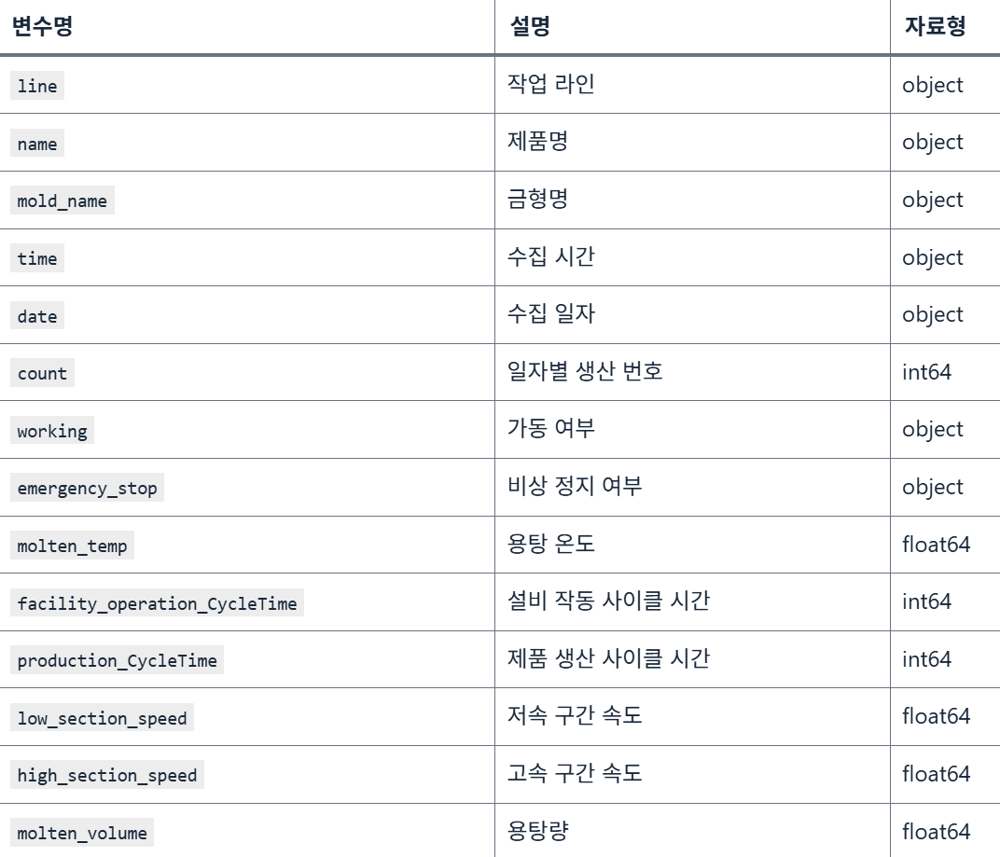 변수명 설명 자료형
line 작업 라인 object
name 제품명 object
mold_name 금형명 object
time 수집 시간 object
date 수집 일자 object
count 일자별 생산 번호 int64
working 가동 여부 object
emergency_stop 비상 정지 여부 object
molten_temp 용탕 온도 float64
facility_operation_CycleTime 설비 작동 사이클 시간 int64
production_CycleTime 제품 생산 사이클 시간 int64
low_section_speed 저속 구간 속도 float64
high_section_speed 고속 구간 속도 float64
molten_volume 용탕량 float64